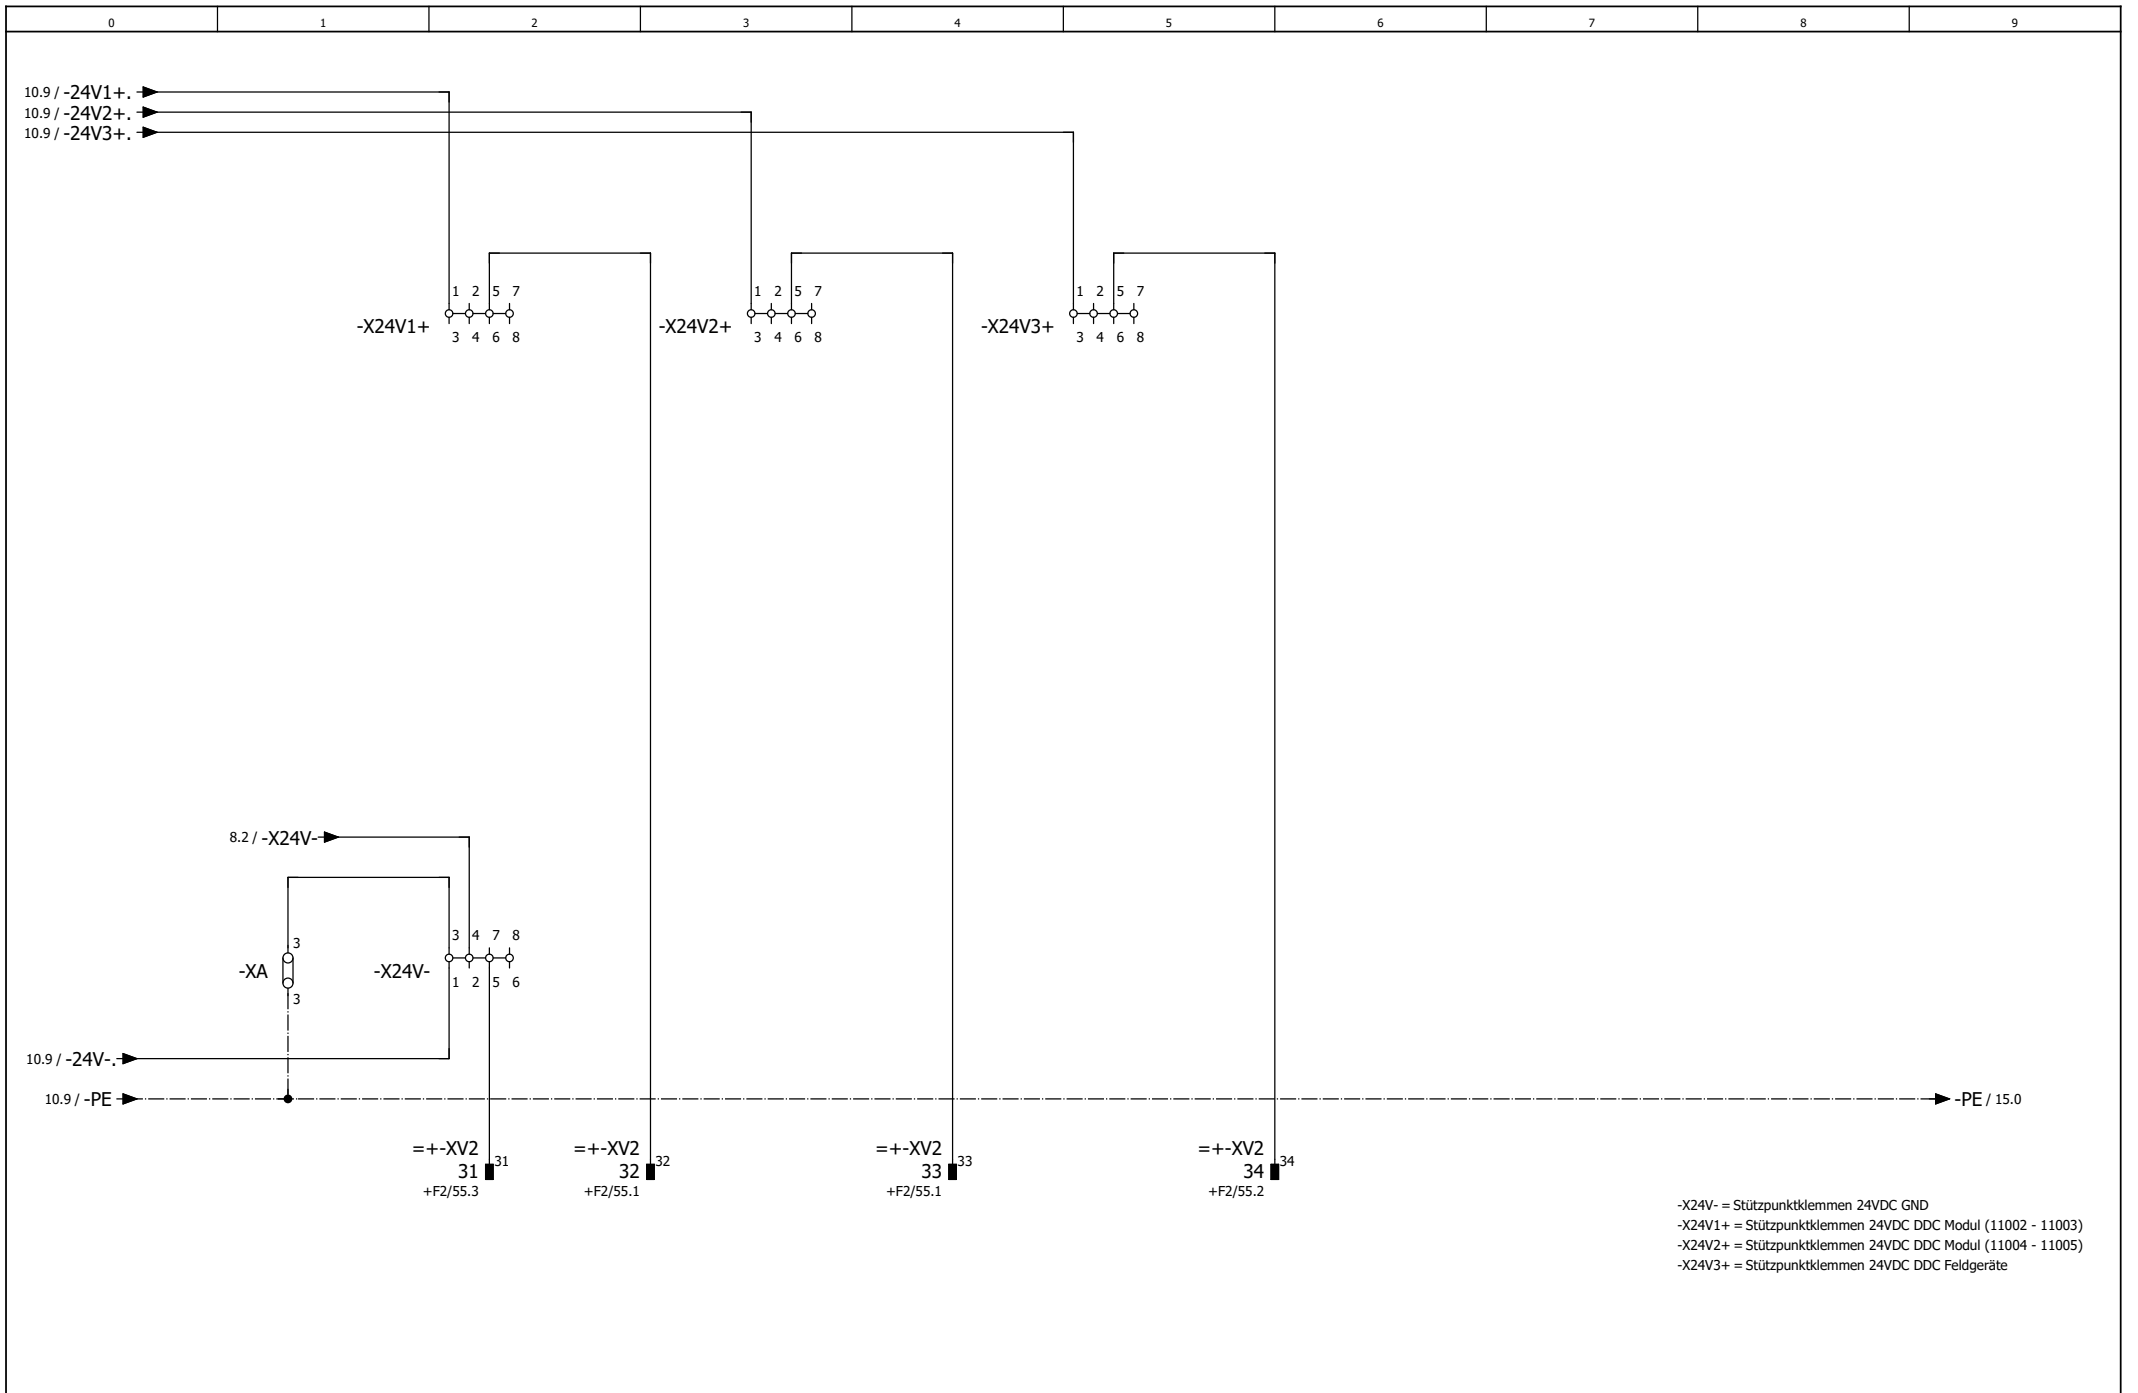 0 1 2 3 4 5 6 7 8 9
10.9 / -24V1+.
10.9 / -24V2+.
10.9 / -24V3+.
1 2 5 7
-X24V1+
3 4 6 8
1 2 5 7
-X24V2+
3 4 6 8
1 2 5 7
-X24V3+
3 4 6 8
8.2 / -X24V-
3
-XA
3
3 4 7 8
-X24V-
1 2 5 6
10.9 / -24V-.
10.9 / -PE
-PE / 15.0
=+-XV2
31
31
+F2/55.3
=+-XV2
32
32
+F2/55.1
=+-XV2
33
33
+F2/55.1
=+-XV2
34
34
+F2/55.2
-X24V- = Stützpunktklemmen 24VDC GND
-X24V1+ = Stützpunktklemmen 24VDC DDC Modul (11002 - 11003)
-X24V2+ = Stützpunktklemmen 24VDC DDC Modul (11004 - 11005)
-X24V3+ = Stützpunktklemmen 24VDC DDC Feldgeräte